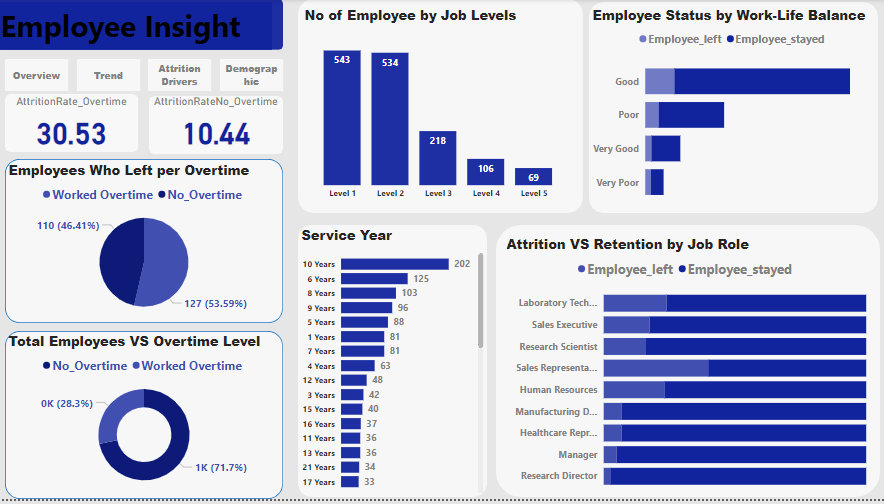 Employee Insight
Overview
Trend
Attrition
Drivers
Demograp
hic
AttritionRate_Overtime
30.53
AttritionRateNo_Overtime
10.44
Employees Who Left per Overtime
Worked Overtime No_Overtime
110 (46.41%)
127 (53.59%)
Total Employees VS Overtime Level
No_Overtime Worked Overtime
0K (28.3%)
1K (71.7%)
No of Employee by Job Levels
543
534
218
106
69
Level 1 Level 2 Level 3 Level 4 Level 5
Employee Status by Work-Life Balance
Employee_left Employee_stayed
Good
Poor
Very Good
Very Poor
Service Year
10 Years 202
6 Years 125
8 Years 103
9 Years 96
5 Years 88
1 Years 81
7 Years 81
4 Years 63
12 Years 48
3 Years 42
15 Years 40
16 Years 37
11 Years 36
13 Years 36
21 Years 34
17 Years 33
Attrition VS Retention by Job Role
Employee_left Employee_stayed
Laboratory Tech...
Sales Executive
Research Scientist
Sales Representa...
Human Resources
Manufacturing D...
Healthcare Repr...
Manager
Research Director